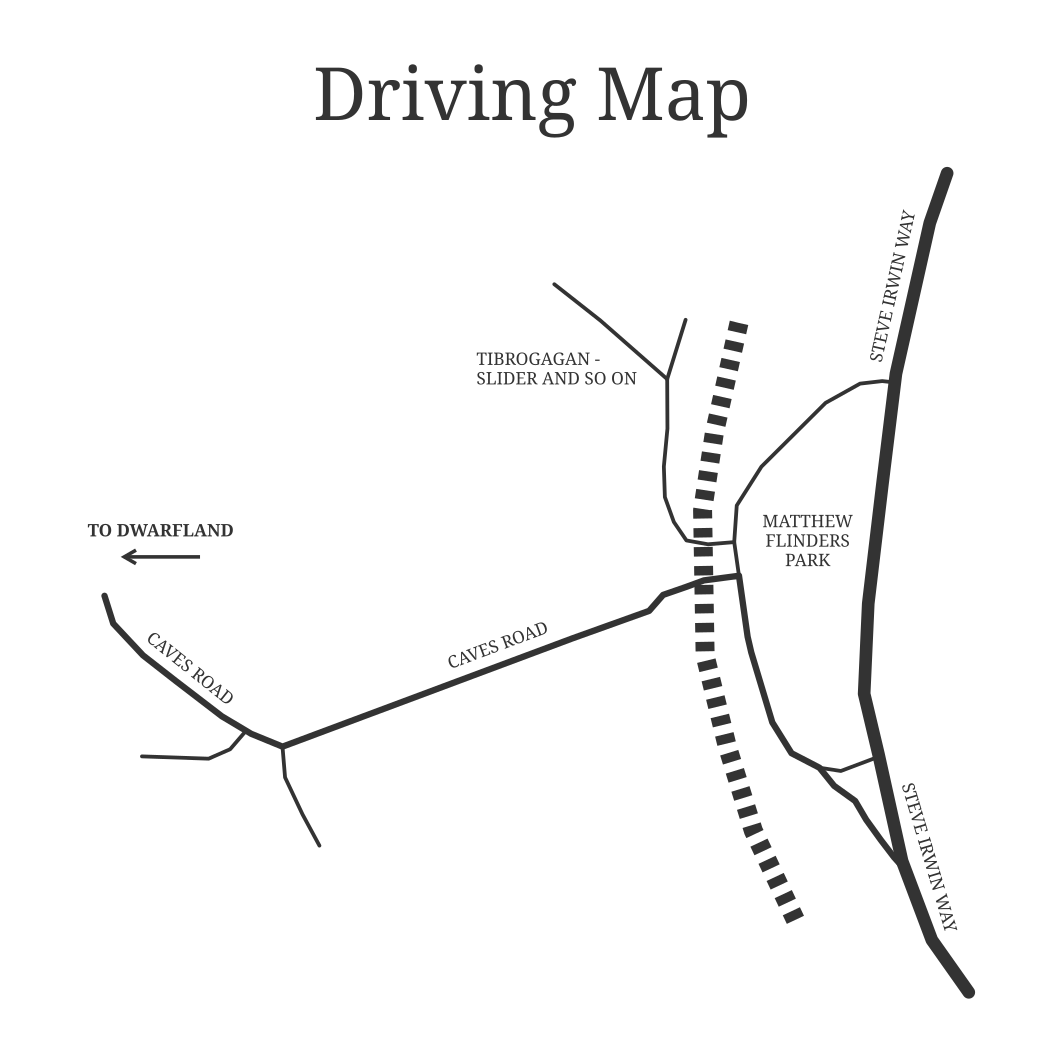 Driving Map
STEVE IRWIN WAY
TIBROGAGAN -
SLIDER AND SO ON
TO DWARFLAND
MATTHEW
FLINDERS
PARK
CAVES ROAD
CAVES ROAD
STEVE IRWIN WAY